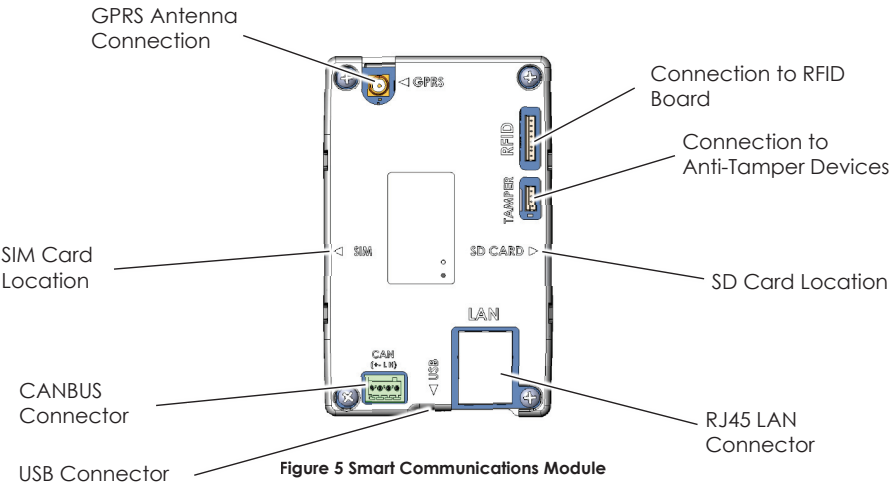 GPRS Antenna
Connection
◁ GPRS
Connection to RFID
Board
RFID
Connection to
Anti-Tamper Devices
TAMPER
SIM Card
Location
◁ SIM
SD CARD ▷
SD Card Location
LAN
CAN
(+- L H)
◁ USB
CANBUS
Connector
RJ45 LAN
Connector
USB Connector
Figure 5 Smart Communications Module